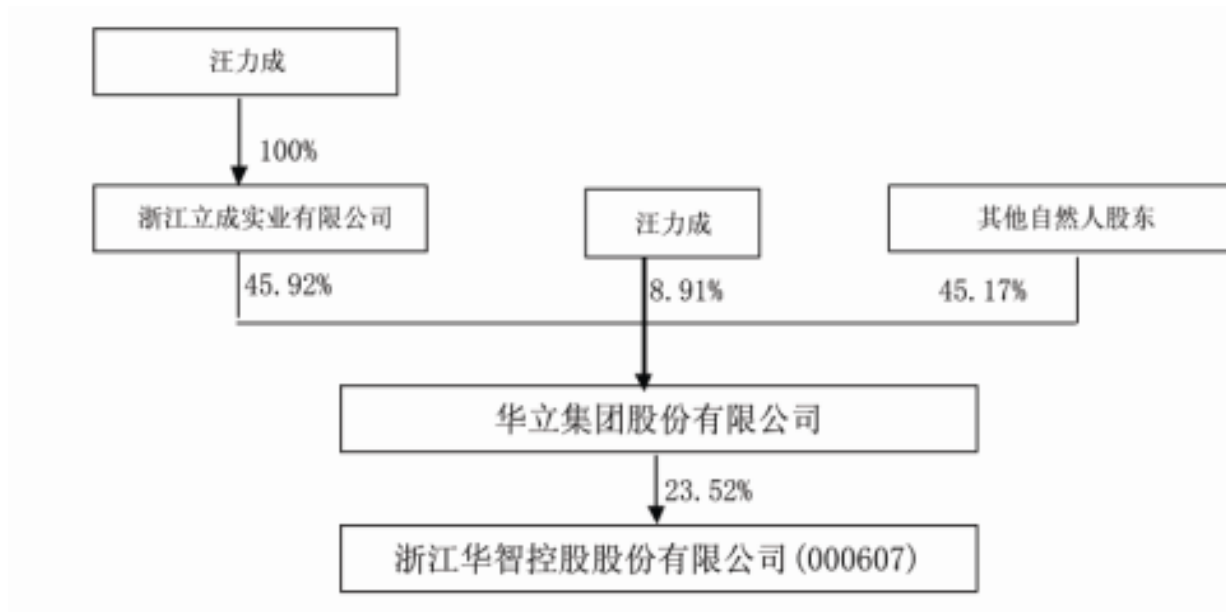 汪力成
100%
浙江立成实业有限公司
汪力成
其他自然人股东
45.92%
8.91%
45.17%
华立集团股份有限公司
23.52%
浙江华智控股股份有限公司(000607)